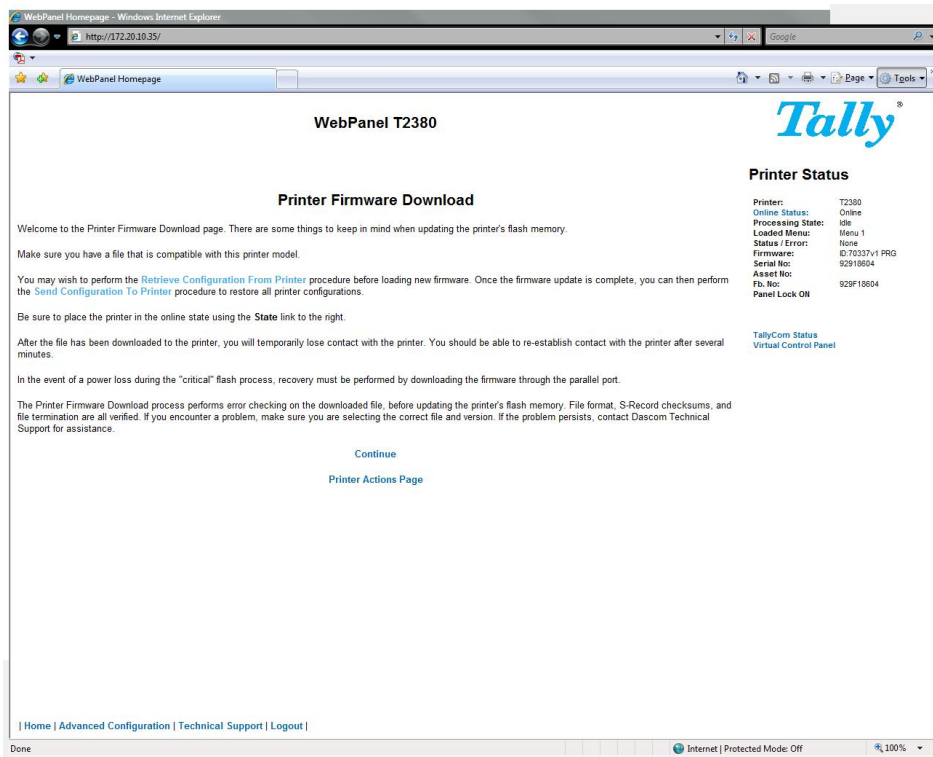 WebPanel Homepage - Windows Internet Explorer
http://172.20.10.35/
Google
WebPanel Homepage
Page
Tools
WebPanel T2380
Tally®
Printer Status
Printer: T2380
Online Status: Online
Processing State: Idle
Loaded Menu: Menu 1
Status / Error: None
Firmware: ID:70337v1 PRG
Serial No: 92918604
Asset No:
Fb. No: 929F18604
Panel Lock ON
TallyCom Status
Virtual Control Panel
Printer Firmware Download
Welcome to the Printer Firmware Download page. There are some things to keep in mind when updating the printer's flash memory.
Make sure you have a file that is compatible with this printer model.
You may wish to perform the Retrieve Configuration From Printer procedure before loading new firmware. Once the firmware update is complete, you can then perform
the Send Configuration To Printer procedure to restore all printer configurations.
Be sure to place the printer in the online state using the State link to the right.
After the file has been downloaded to the printer, you will temporarily lose contact with the printer. You should be able to re-establish contact with the printer after several
minutes.
In the event of a power loss during the "critical" flash process, recovery must be performed by downloading the firmware through the parallel port.
The Printer Firmware Download process performs error checking on the downloaded file, before updating the printer's flash memory. File format, S-Record checksums, and
file termination are all verified. If you encounter a problem, make sure you are selecting the correct file and version. If the problem persists, contact Dascom Technical
Support for assistance.
Continue
Printer Actions Page
| Home | Advanced Configuration | Technical Support | Logout |
Done
Internet | Protected Mode: Off
100%